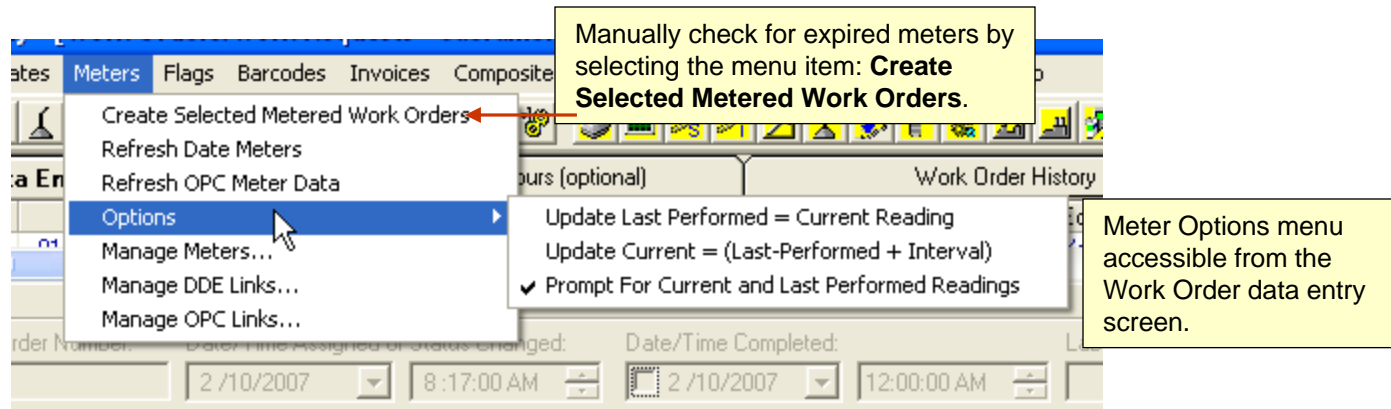 Manually check for expired meters by
selecting the menu item: Create
Selected Metered Work Orders.
Meters Flags Barcodes Invoices Composite
Create Selected Metered Work Orders
Refresh Date Meters
Refresh OPC Meter Data
Options
Manage Meters...
Manage DDE Links...
Manage OPC Links...
(optional) Work Order History
Update Last Performed = Current Reading
Update Current = (Last-Performed + Interval)
Prompt For Current and Last Performed Readings
Meter Options menu
accessible from the
Work Order data entry
screen.
Date/Time Assigned or Status Changed: Date/Time Completed:
2 /10/2007 8 :17:00 AM 2 /10/2007 12:00:00 AM